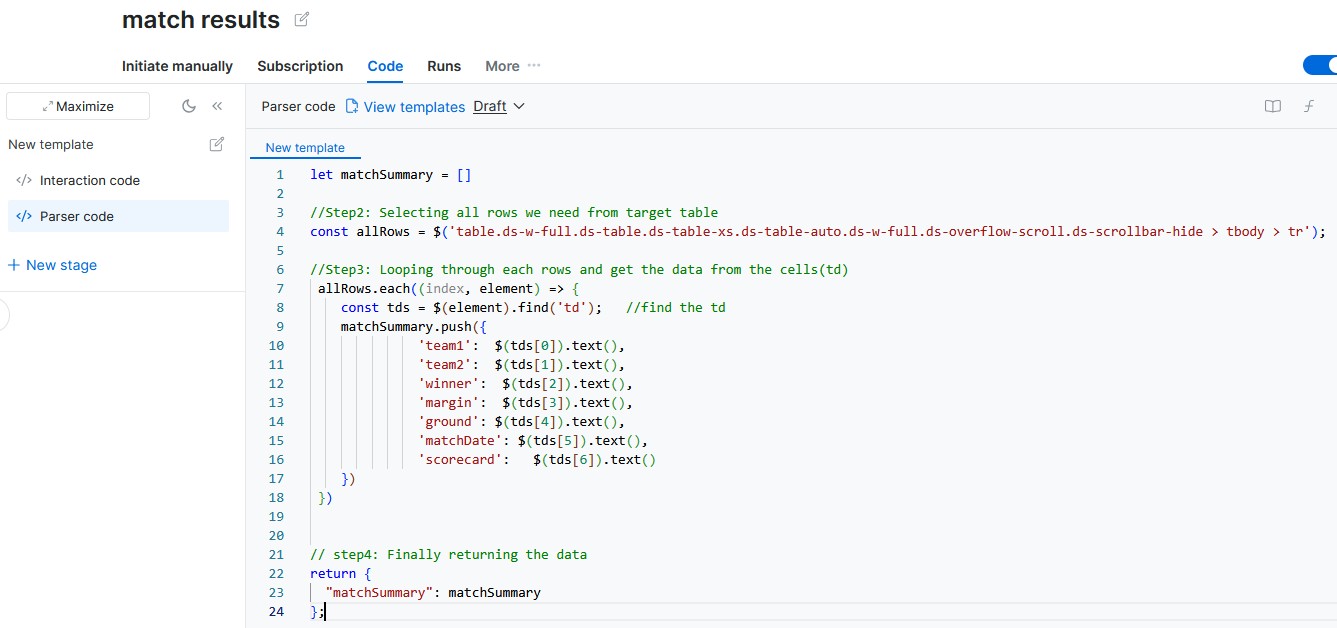 match results
Initiate manually Subscription Code Runs More ···
Maximize
Parser code View templates Draft
New template
Interaction code
Parser code
+ New stage
New template
1 let matchSummary = []
2
3 //Step2: Selecting all rows we need from target table
4 const allRows = $('table.ds-w-full.ds-table.ds-table-xs.ds-table-auto.ds-w-full.ds-overflow-scroll.ds-scrollbar-hide > tbody > tr');
5
6 //Step3: Looping through each rows and get the data from the cells(td)
7 allRows.each((index, element) => {
8 const tds = $(element).find('td'); //find the td
9 matchSummary.push({
10 'team1': $(tds[0]).text(),
11 'team2': $(tds[1]).text(),
12 'winner': $(tds[2]).text(),
13 'margin': $(tds[3]).text(),
14 'ground': $(tds[4]).text(),
15 'matchDate': $(tds[5]).text(),
16 'scorecard': $(tds[6]).text()
17 })
18 })
19
20
21 // step4: Finally returning the data
22 return {
23 "matchSummary": matchSummary
24 };